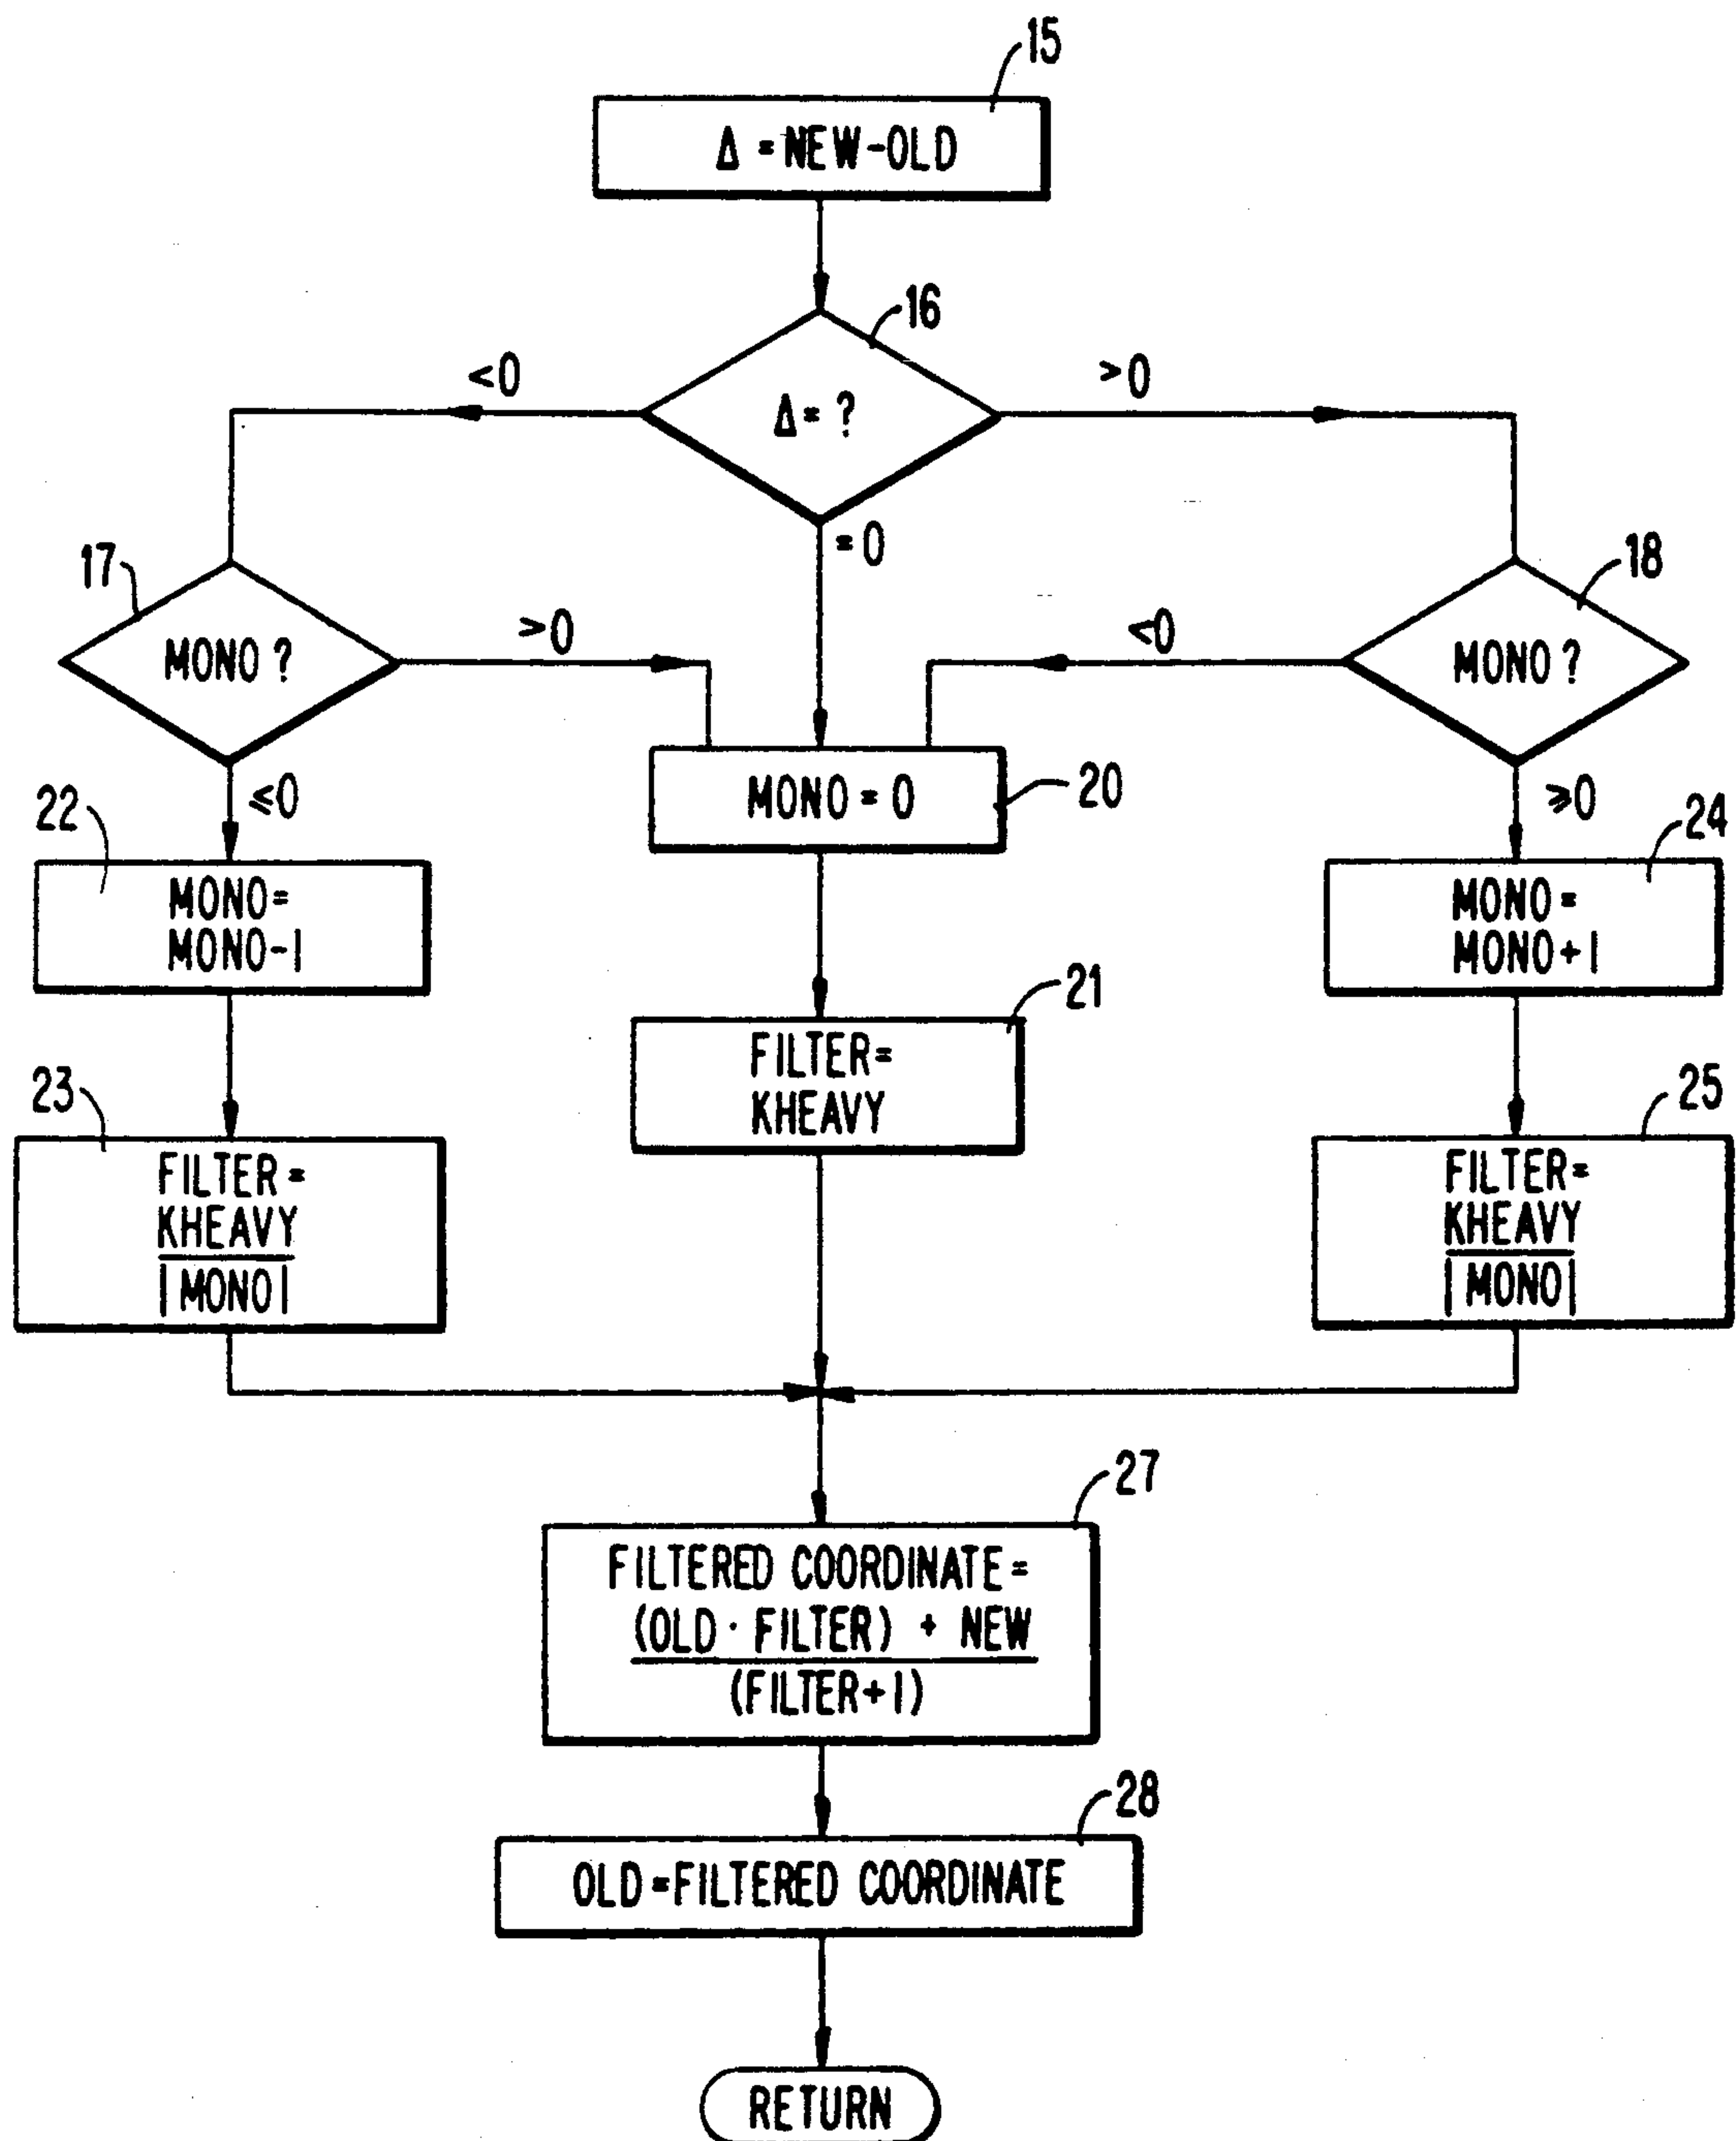 15
Δ = NEW-OLD
16
<0
>0
Δ = ?
= 0
17
18
MONO ?
>0
<0
MONO ?
≤0
MONO = 0
20
≥0
22
24
MONO =
MONO-1
MONO =
MONO+1
21
FILTER =
KHEAVY
23
25
FILTER =
KHEAVY
|MONO|
FILTER =
KHEAVY
|MONO|
27
FILTERED COORDINATE =
(OLD · FILTER) + NEW
(FILTER+1)
28
OLD = FILTERED COORDINATE
RETURN